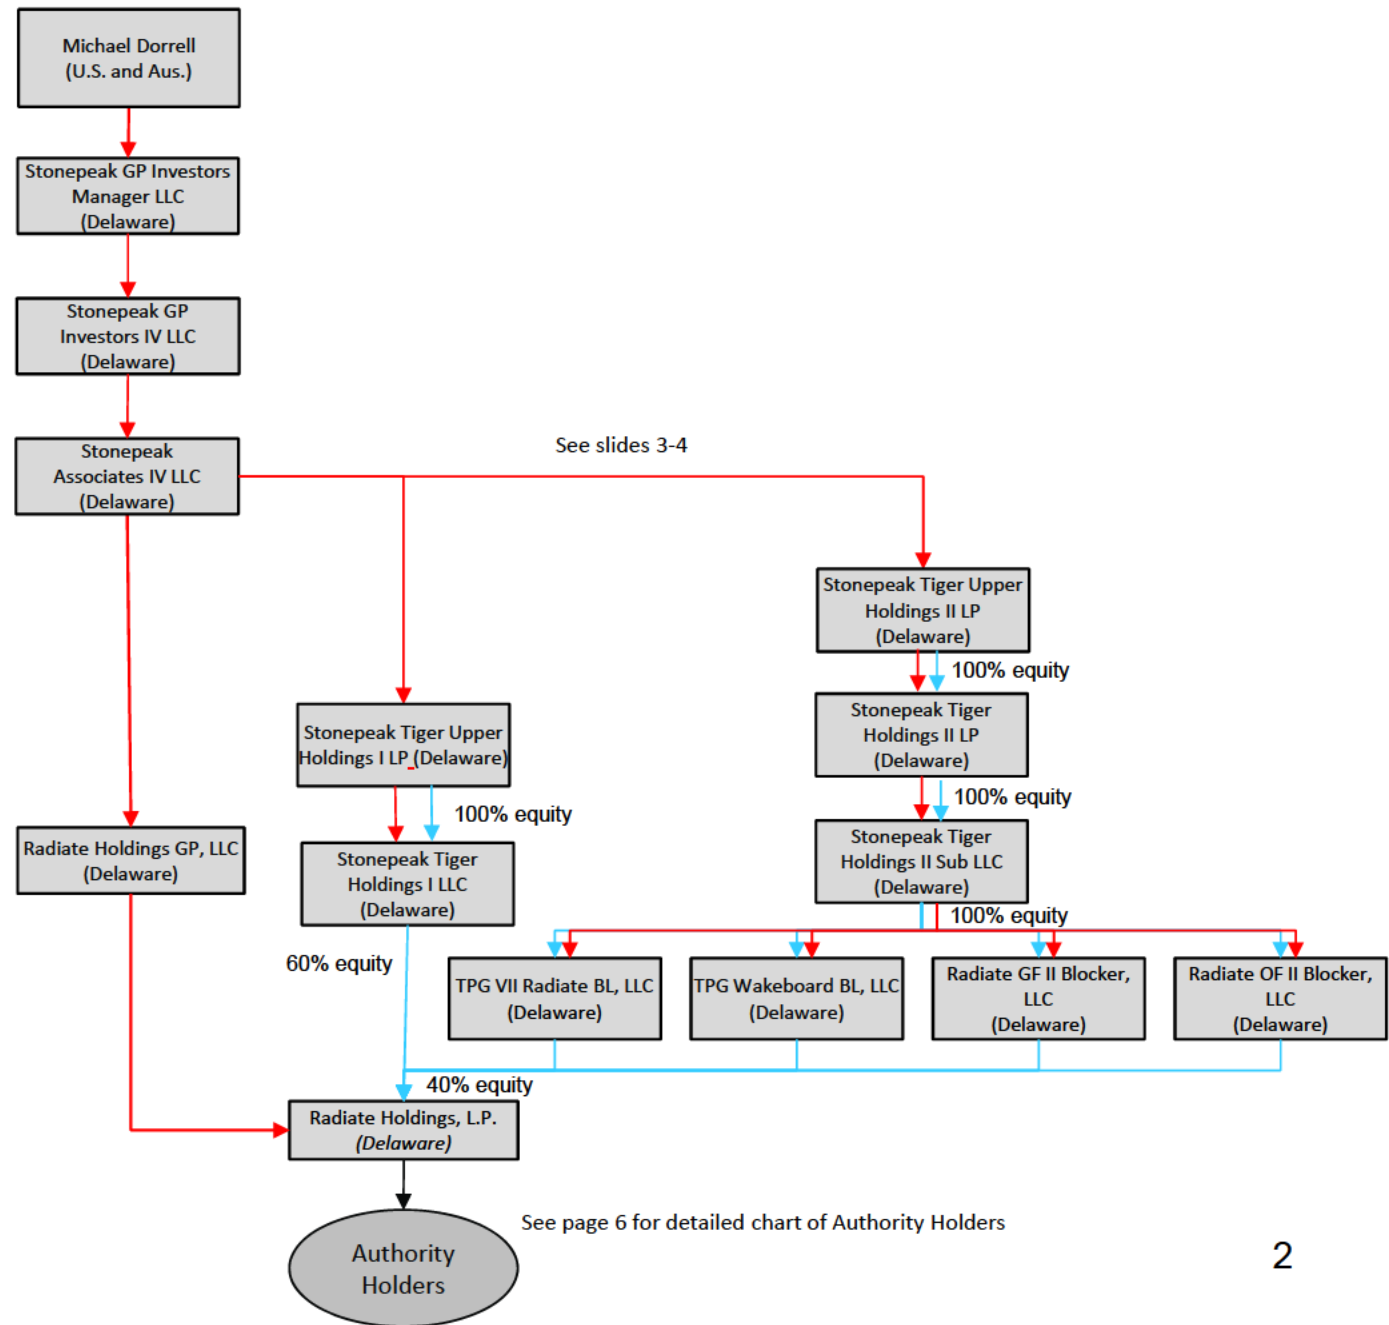 Michael Dorrell
(U.S. and Aus.)
Stonepeak GP Investors
Manager LLC
(Delaware)
Stonepeak GP
Investors IV LLC
(Delaware)
Stonepeak
Associates IV LLC
(Delaware)
See slides 3-4
Stonepeak Tiger Upper
Holdings II LP
(Delaware)
100% equity
Stonepeak Tiger
Holdings II LP
(Delaware)
Stonepeak Tiger Upper
Holdings I LP (Delaware)
100% equity
100% equity
Stonepeak Tiger
Holdings II Sub LLC
(Delaware)
Radiate Holdings GP, LLC
(Delaware)
Stonepeak Tiger
Holdings I LLC
(Delaware)
100% equity
60% equity
TPG VII Radiate BL, LLC
(Delaware)
TPG Wakeboard BL, LLC
(Delaware)
Radiate GF II Blocker,
LLC
(Delaware)
Radiate OF II Blocker,
LLC
(Delaware)
40% equity
Radiate Holdings, L.P.
(Delaware)
See page 6 for detailed chart of Authority Holders
Authority
Holders
2